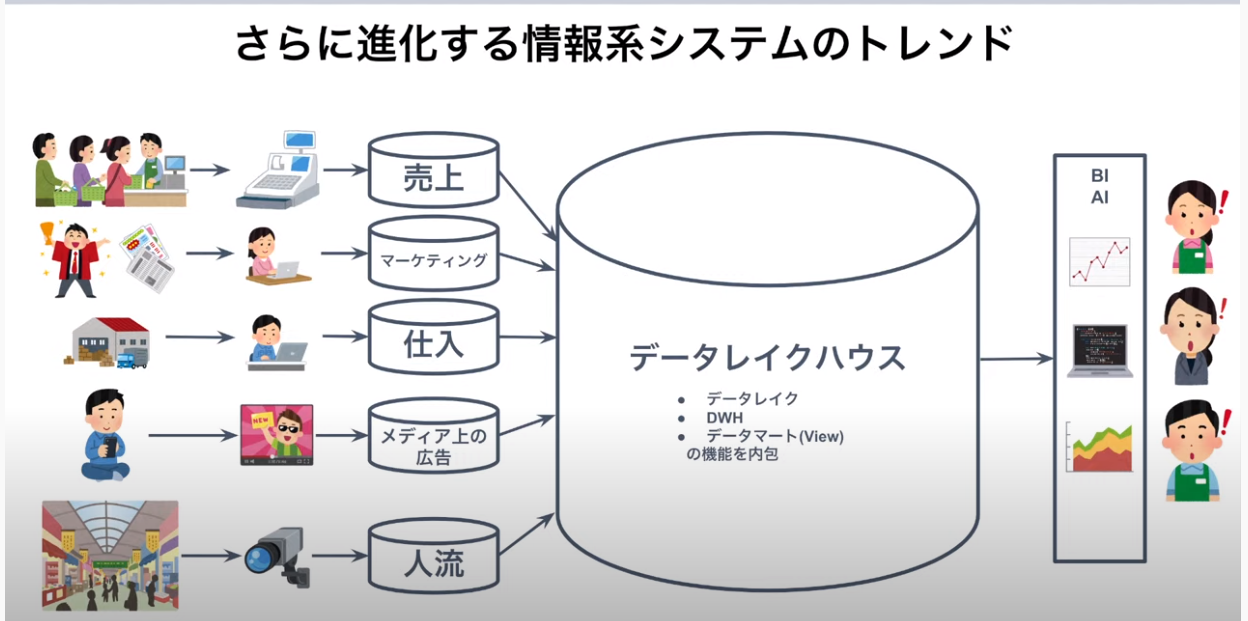 さらに進化する情報系システムのトレンド
売上
マーケティング
仕入
メディア上の
広告
人流
データレイクハウス
● データレイク
● DWH
● データマート(View)
の機能を内包
BI
AI
NEW